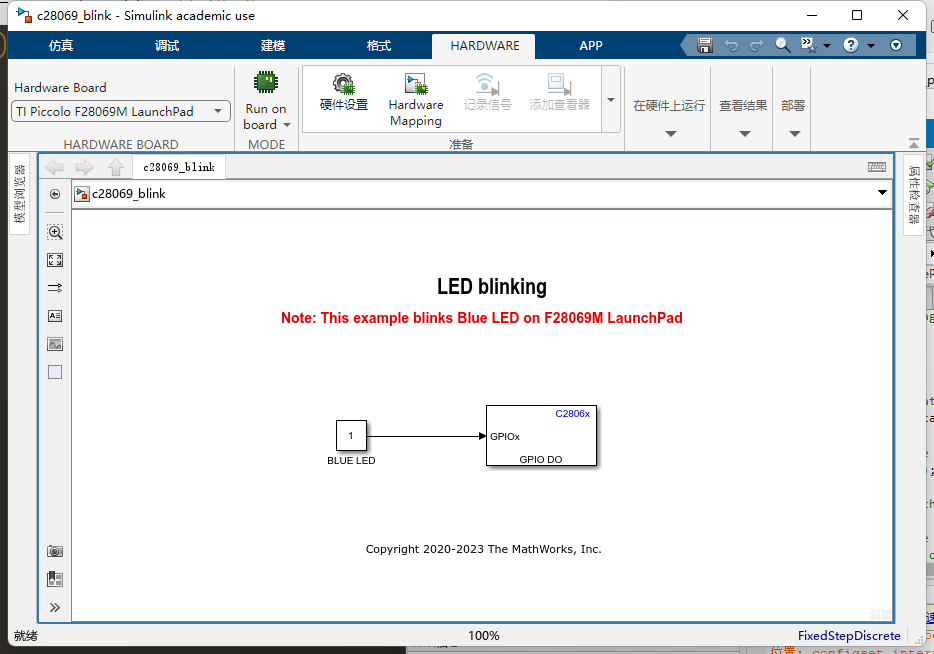 c28069_blink - Simulink academic use
仿真 调试 建模 格式 HARDWARE APP
Hardware Board
TI Piccolo F28069M LaunchPad
HARDWARE BOARD
Run on
board
MODE
硬件设置
Hardware
Mapping
记录信号
添加查看器
准备
在硬件上运行
查看结果
部署
模型浏览器
c28069_blink
c28069_blink
属性检查器
LED blinking
Note: This example blinks Blue LED on F28069M LaunchPad
1
BLUE LED
C2806x
GPIOx
GPIO DO
Copyright 2020-2023 The MathWorks, Inc.
就绪
100%
FixedStepDiscrete